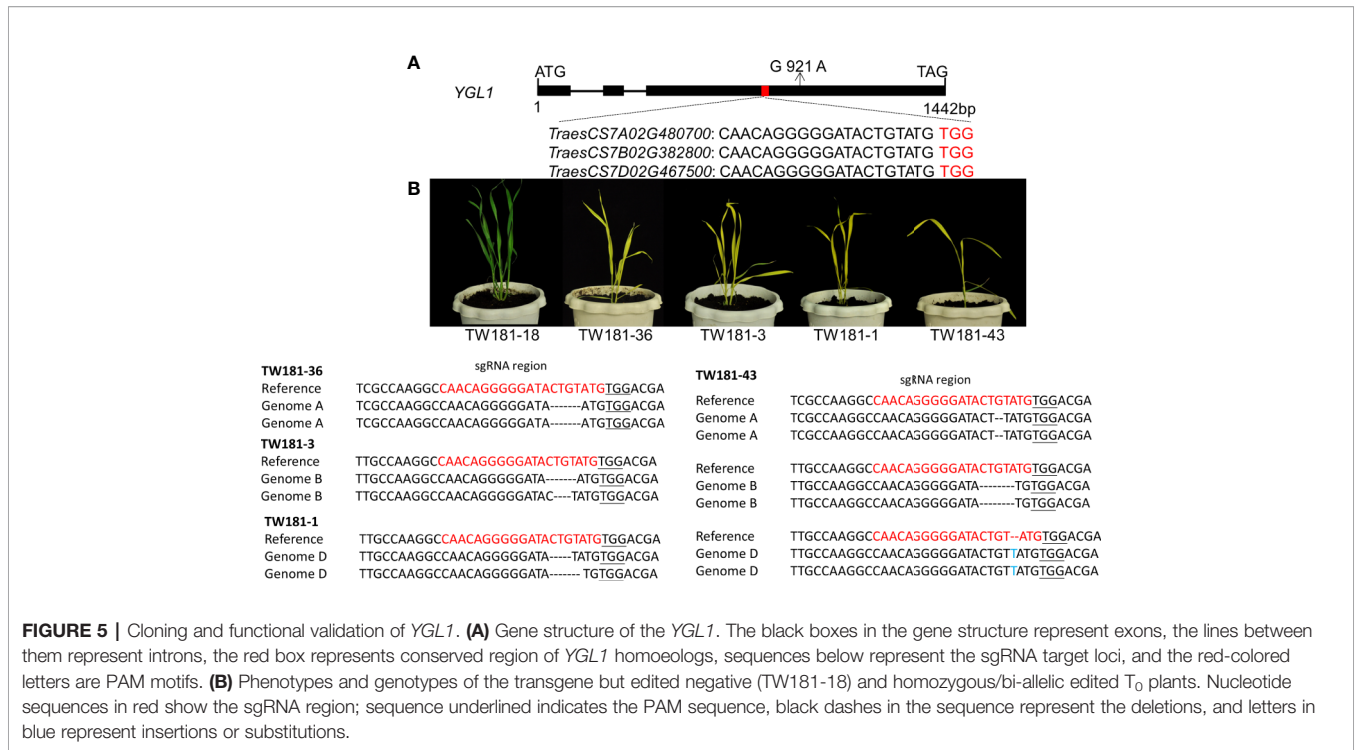 A
G 921 A
ATG
TAG
YGL1
1
1442bp
TraesCS7A02G480700: CAACAGGGGGATACTGTATG TGG
TraesCS7B02G382800: CAACAGGGGGATACTGTATG TGG
TraesCS7D02G467500: CAACAGGGGGATACTGTATG TGG
B
TW181-18 TW181-36 TW181-3 TW181-1 TW181-43
TW181-36
sgRNA region
Reference TCGCCAAGGCCAACAGGGGGATACTGTATGTGGACGA
Genome A TCGCCAAGGCCAACAGGGGGATA-------ATGTGGACGA
Genome A TCGCCAAGGCCAACAGGGGGATA-------ATGTGGACGA
TW181-3
Reference TTGCCAAGGCCAACAGGGGGATACTGTATGTGGACGA
Genome B TTGCCAAGGCCAACAGGGGGATA-------ATGTGGACGA
Genome B TTGCCAAGGCCAACAGGGGGATAC----TATGTGGACGA
TW181-1
Reference TTGCCAAGGCCAACAGGGGGATACTGTATGTGGACGA
Genome D TTGCCAAGGCCAACAGGGGGATA-----TATGTGGACGA
Genome D TTGCCAAGGCCAACAGGGGGATA------- TGTGGACGA
TW181-43
sgRNA region
Reference TCGCCAAGGCCAACAGGGGGATACTGTATGTGGACGA
Genome A TCGCCAAGGCCAACAGGGGGATACT--TATGTGGACGA
Genome A TCGCCAAGGCCAACAGGGGGATACT--TATGTGGACGA
Reference TTGCCAAGGCCAACAGGGGGATACTGTATGTGGACGA
Genome B TTGCCAAGGCCAACAGGGGGATA--------TGTGGACGA
Genome B TTGCCAAGGCCAACAGGGGGATA--------TGTGGACGA
Reference TTGCCAAGGCCAACAGGGGGATACTGT--ATGTGGACGA
Genome D TTGCCAAGGCCAACAGGGGGATACTGTTATGTGGACGA
Genome D TTGCCAAGGCCAACAGGGGGATACTGTTATGTGGACGA
FIGURE 5 | Cloning and functional validation of YGL1. (A) Gene structure of the YGL1. The black boxes in the gene structure represent exons, the lines between
them represent introns, the red box represents conserved region of YGL1 homoeologs, sequences below represent the sgRNA target loci, and the red-colored
letters are PAM motifs. (B) Phenotypes and genotypes of the transgene but edited negative (TW181-18) and homozygous/bi-allelic edited T0 plants. Nucleotide
sequences in red show the sgRNA region; sequence underlined indicates the PAM sequence, black dashes in the sequence represent the deletions, and letters in
blue represent insertions or substitutions.